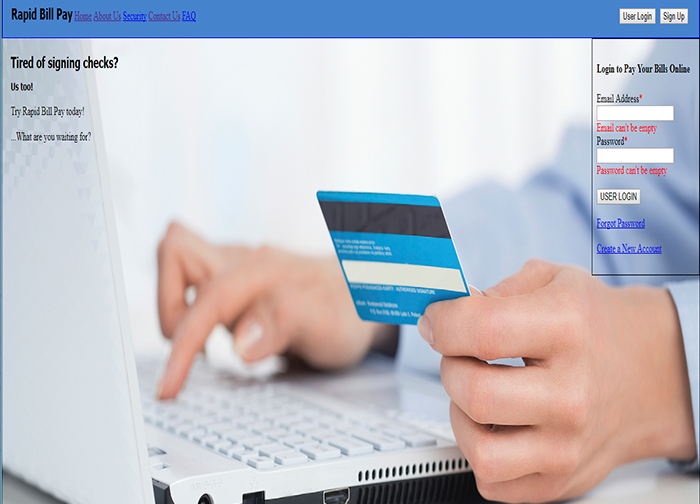 Rapid Bill Pay Home About Us Security Contact Us FAQ
User Login Sign Up
Tired of signing checks?
Us too!
Try Rapid Bill Pay today!
...What are you waiting for?
Login to Pay Your Bills Online
Email Address*
Email can't be empty
Password*
Password can't be empty
USER LOGIN
Forgot Password
Create a New Account
AUTHORISED SIGNATURE